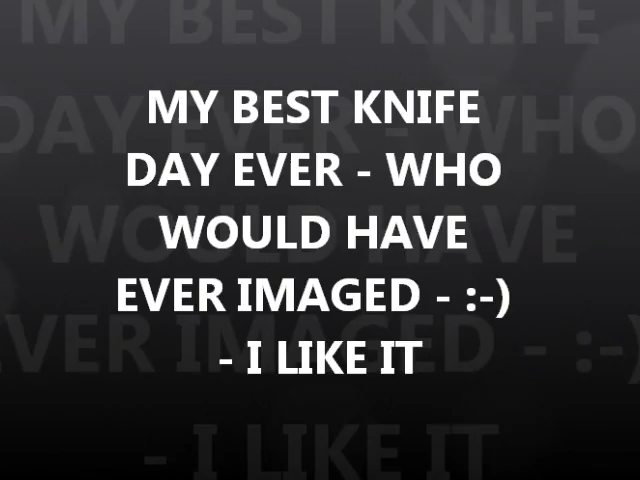 MY BEST KNIFE
DAY EVER - WHO
WOULD HAVE
EVER IMAGED - :-)
- I LIKE IT